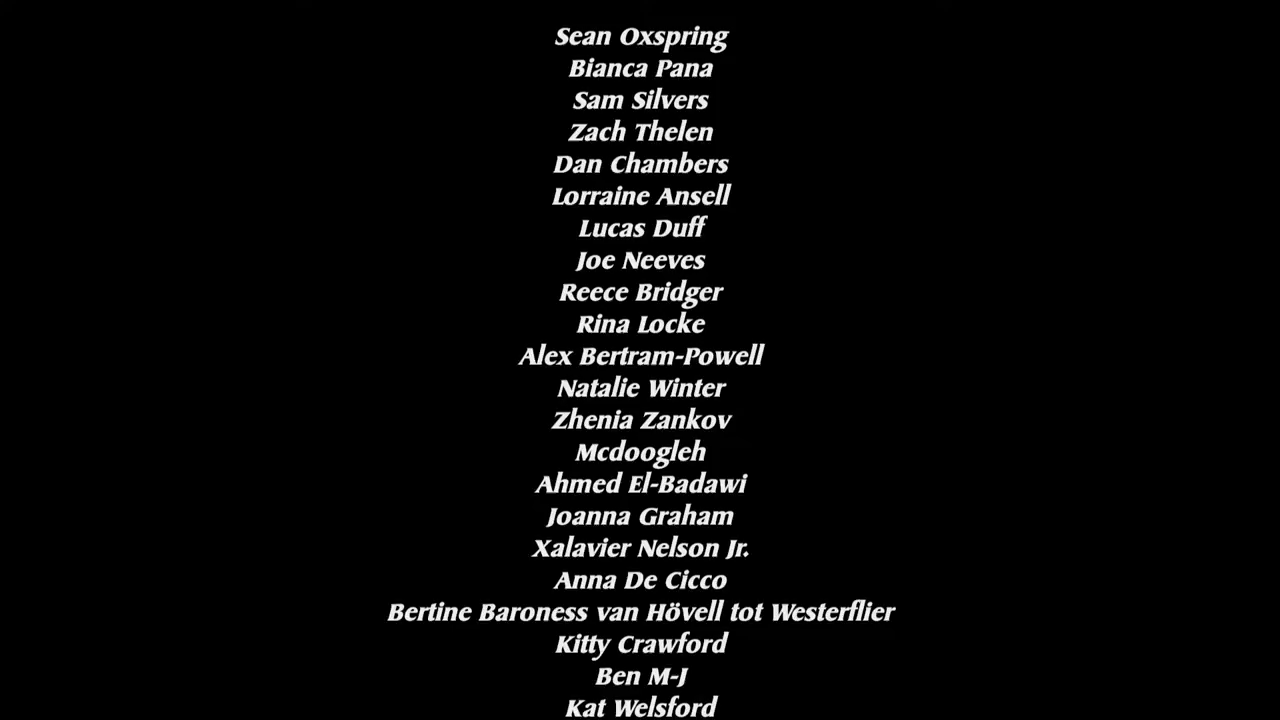 Sean Oxspring
Bianca Pana
Sam Silvers
Zach Thelen
Dan Chambers
Lorraine Ansell
Lucas Duff
Joe Neeves
Reece Bridger
Rina Locke
Alex Bertram-Powell
Natalie Winter
Zhenia Zankov
Mcdoogleh
Ahmed El-Badawi
Joanna Graham
Xalavier Nelson Jr.
Anna De Cicco
Bertine Baroness van Hövell tot Westerflier
Kitty Crawford
Ben M-J
Kat Welsford